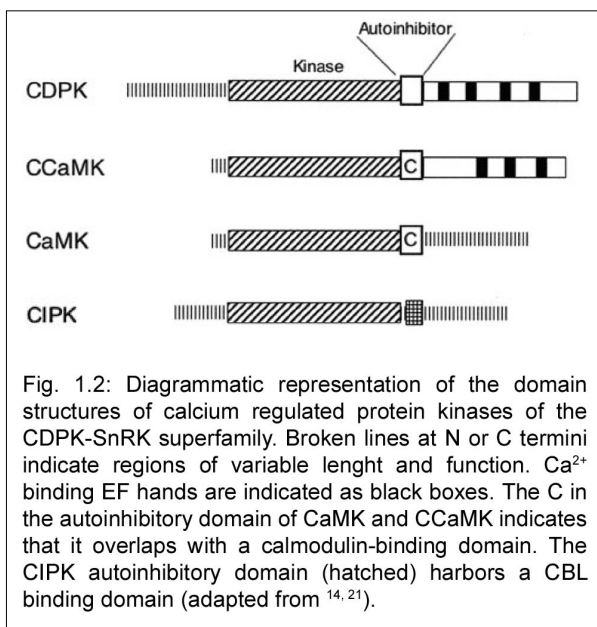 Autoinhibitor
Kinase
CDPK
CCaMK
C
CaMK
C
CIPK
Fig. 1.2: Diagrammatic representation of the domain
structures of calcium regulated protein kinases of the
CDPK-SnRK superfamily. Broken lines at N or C termini
indicate regions of variable lenght and function. Ca²⁺
binding EF hands are indicated as black boxes. The C in
the autoinhibitory domain of CaMK and CCaMK indicates
that it overlaps with a calmodulin-binding domain. The
CIPK autoinhibitory domain (hatched) harbors a CBL
binding domain (adapted from ¹⁴, ²¹).